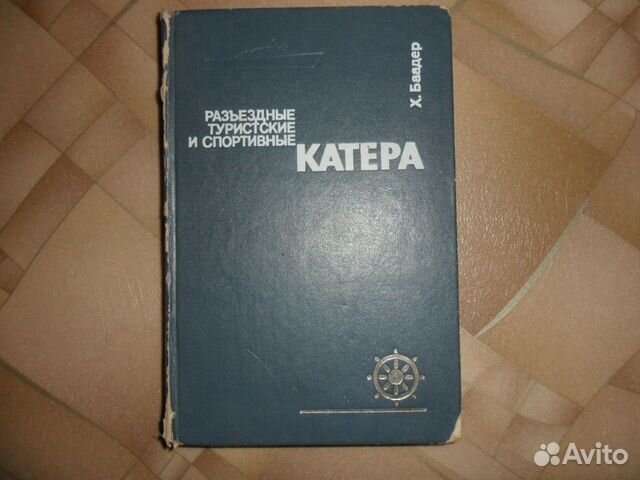 Х. Баадер
РАЗЪЕЗДНЫЕ
ТУРИСТСКИЕ
И СПОРТИВНЫЕ
КАТЕРА
Avito